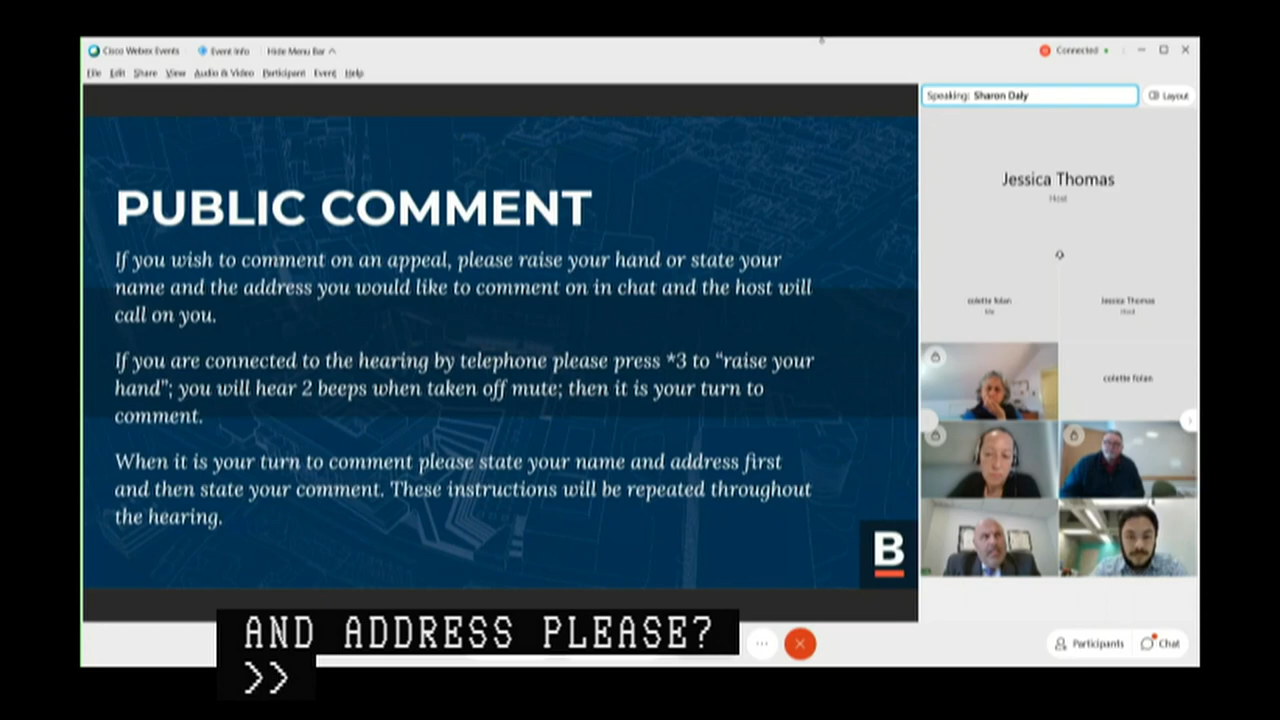 Cisco Webex Events
Event Info
Hide Menu Bar
Connected
File Edit Share View Audio & Video Participant Event Help
Speaking: Sharon Daly
Layout
PUBLIC COMMENT
If you wish to comment on an appeal, please raise your hand or state your
name and the address you would like to comment on in chat and the host will
call on you.
If you are connected to the hearing by telephone please press *3 to “raise your
hand”; you will hear 2 beeps when taken off mute; then it is your turn to
comment.
When it is your turn to comment please state your name and address first
and then state your comment. These instructions will be repeated throughout
the hearing.
B
Jessica Thomas
Host
colette folan
Me
Jessica Thomas
Host
colette folan
AND ADDRESS PLEASE?
>>
Participants
Chat